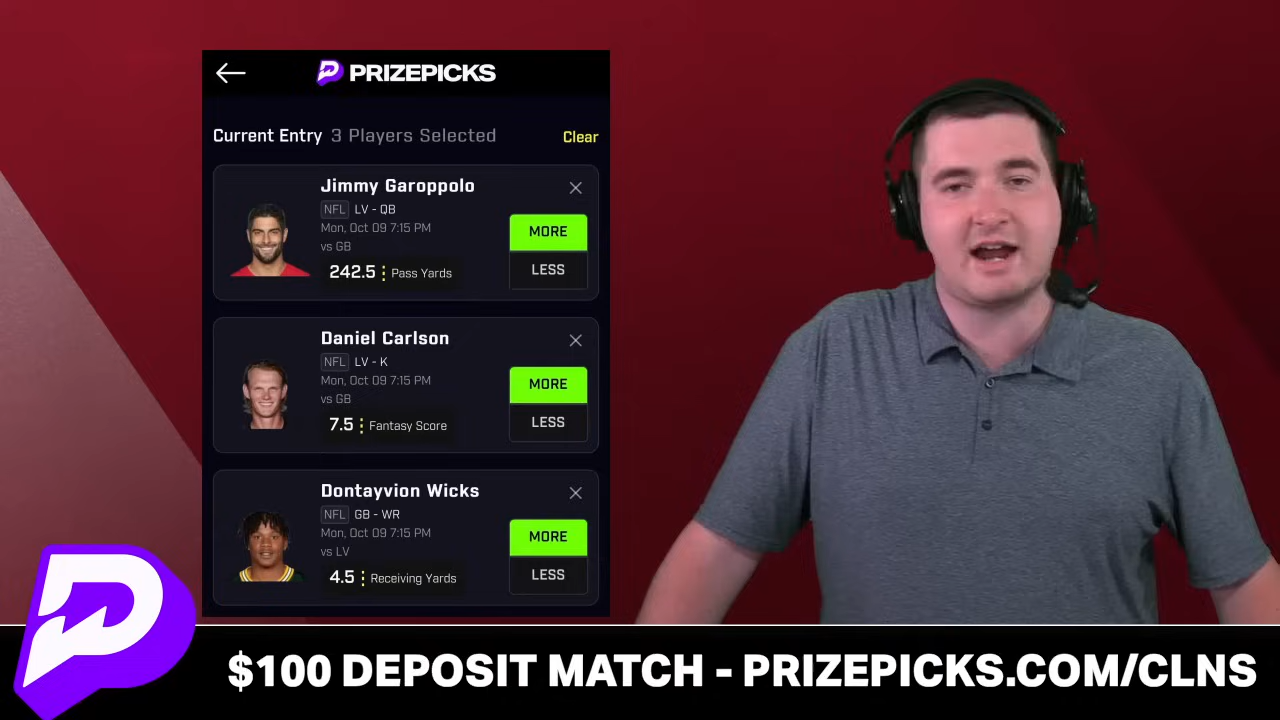 PRIZEPICKS
Current Entry 3 Players Selected Clear
Jimmy Garoppolo
NFL LV - QB
Mon, Oct 09 7:15 PM
vs GB
242.5 Pass Yards
MORE
LESS
Daniel Carlson
NFL LV - K
Mon, Oct 09 7:15 PM
vs GB
7.5 Fantasy Score
MORE
LESS
Dontayvion Wicks
NFL GB - WR
Mon, Oct 09 7:15 PM
vs LV
4.5 Receiving Yards
MORE
LESS
$100 DEPOSIT MATCH - PRIZEPICKS.COM/CLNS